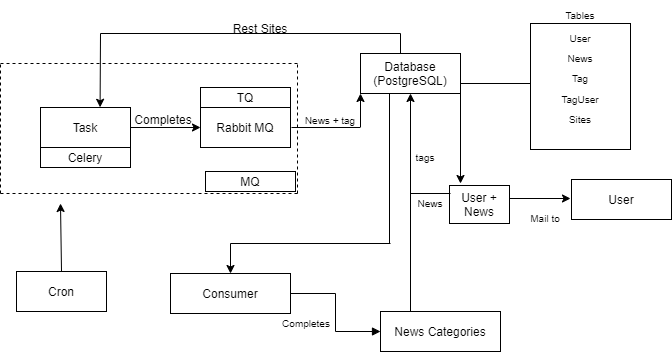 Tables
Rest Sites
User
News
Tag
TagUser
Sites
Database
(PostgreSQL)
TQ
Task
Completes
Rabbit MQ
News + tag
Celery
MQ
tags
News
User +
News
Mail to
User
Cron
Consumer
Completes
News Categories